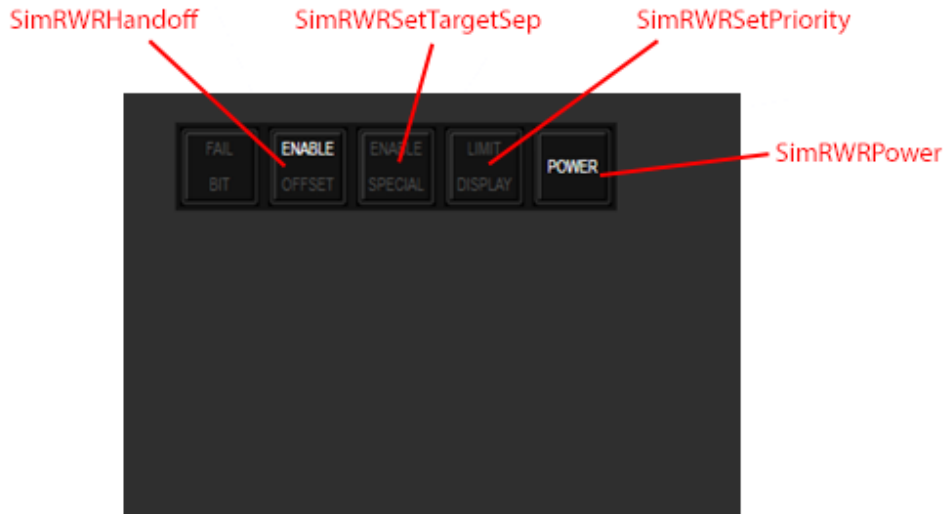 SimRWRHandoff
SimRWRSetTargetSep
SimRWRSetPriority
SimRWRPower
FAIL
BIT
ENABLE
OFFSET
ENABLE
SPECIAL
LIMIT
DISPLAY
POWER